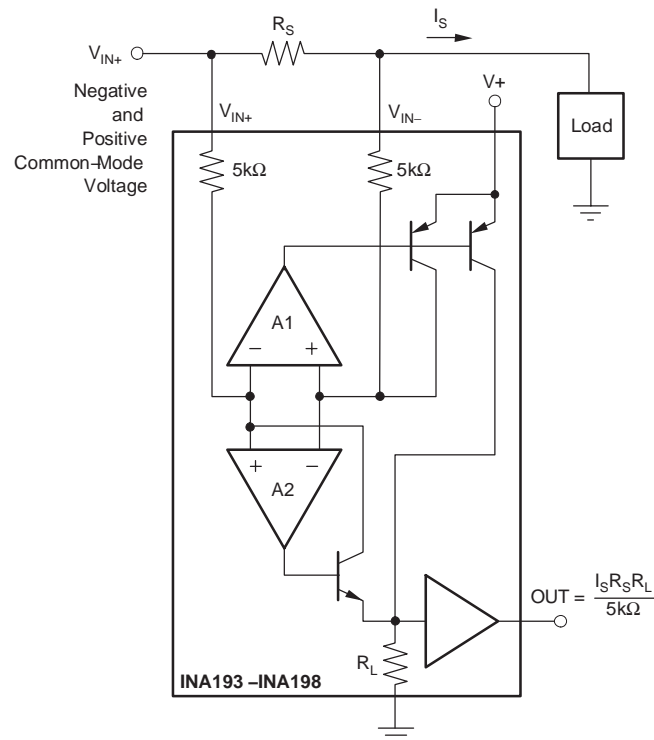 R_S
I_S
V_IN+
V+
Negative
and
Positive
Common–Mode
Voltage
V_IN+
V_IN–
Load
5kΩ
5kΩ
A1
– +
+ –
A2
OUT = I_S R_S R_L / 5kΩ
R_L
INA193 –INA198